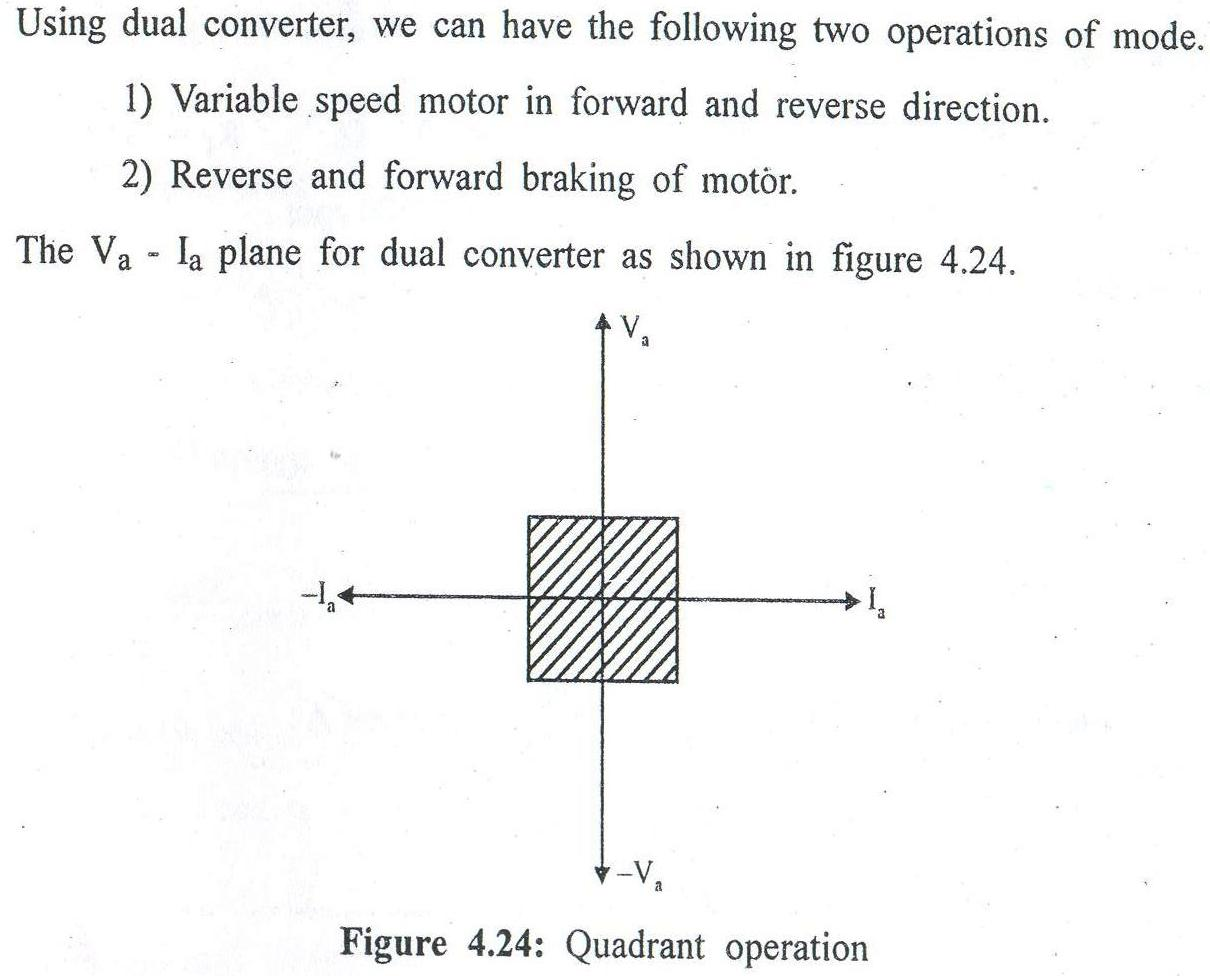 Using dual converter, we can have the following two operations of mode.
1) Variable speed motor in forward and reverse direction.
2) Reverse and forward braking of motor.
The Va - Ia plane for dual converter as shown in figure 4.24.
Va
–Ia
Ia
–Va
Figure 4.24: Quadrant operation